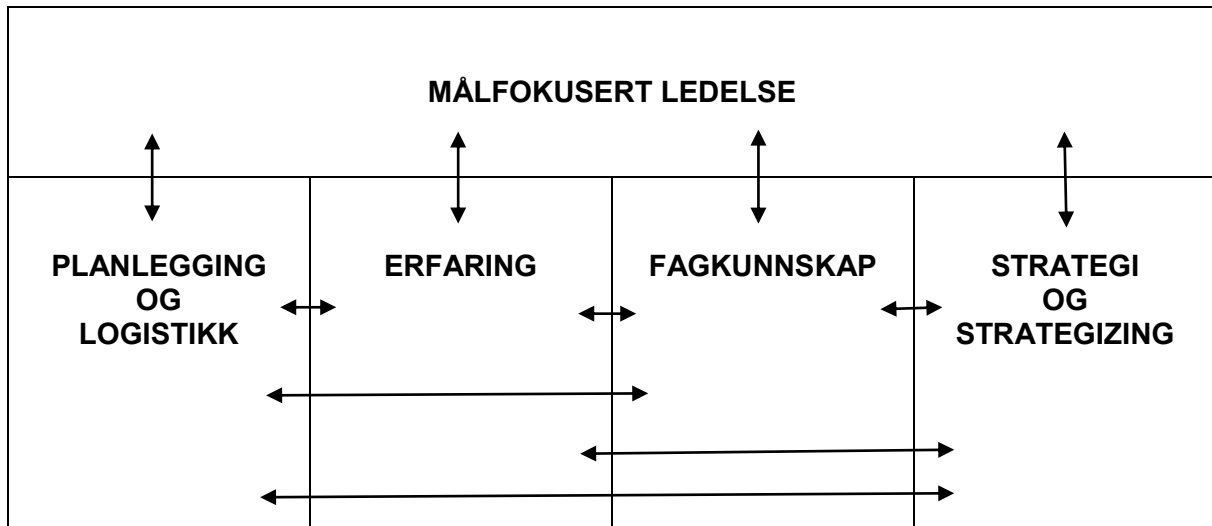 MÅLFOKUSERT LEDELSE
PLANLEGGING
OG
LOGISTIKK
ERFARING
FAGKUNNSKAP
STRATEGI
OG
STRATEGIZING